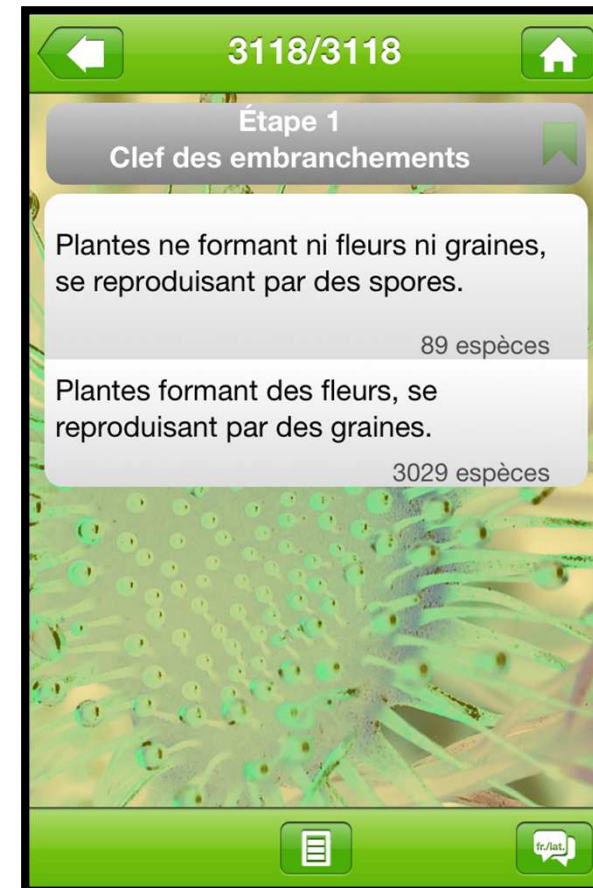 3118/3118
Étape 1
Clef des embranchements
Plantes ne formant ni fleurs ni graines,
se reproduisant par des spores.
89 espèces
Plantes formant des fleurs, se
reproduisant par des graines.
3029 espèces
fr./lat.